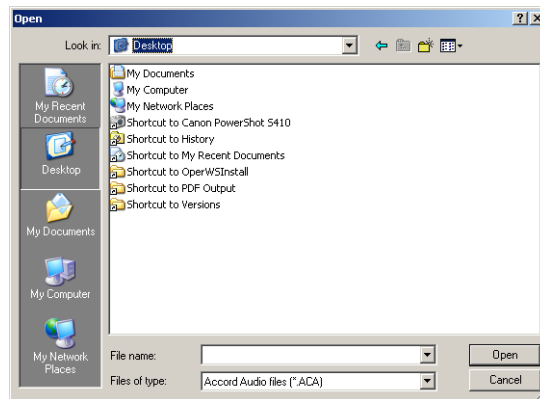 Open
Look in:
Desktop
My Recent
Documents
Desktop
My Documents
My Computer
My Network
Places
My Documents
My Computer
My Network Places
Shortcut to Canon PowerShot S410
Shortcut to History
Shortcut to My Recent Documents
Shortcut to OperWSInstall
Shortcut to PDF Output
Shortcut to Versions
File name:
Open
Files of type:
Accord Audio files (*.ACA)
Cancel